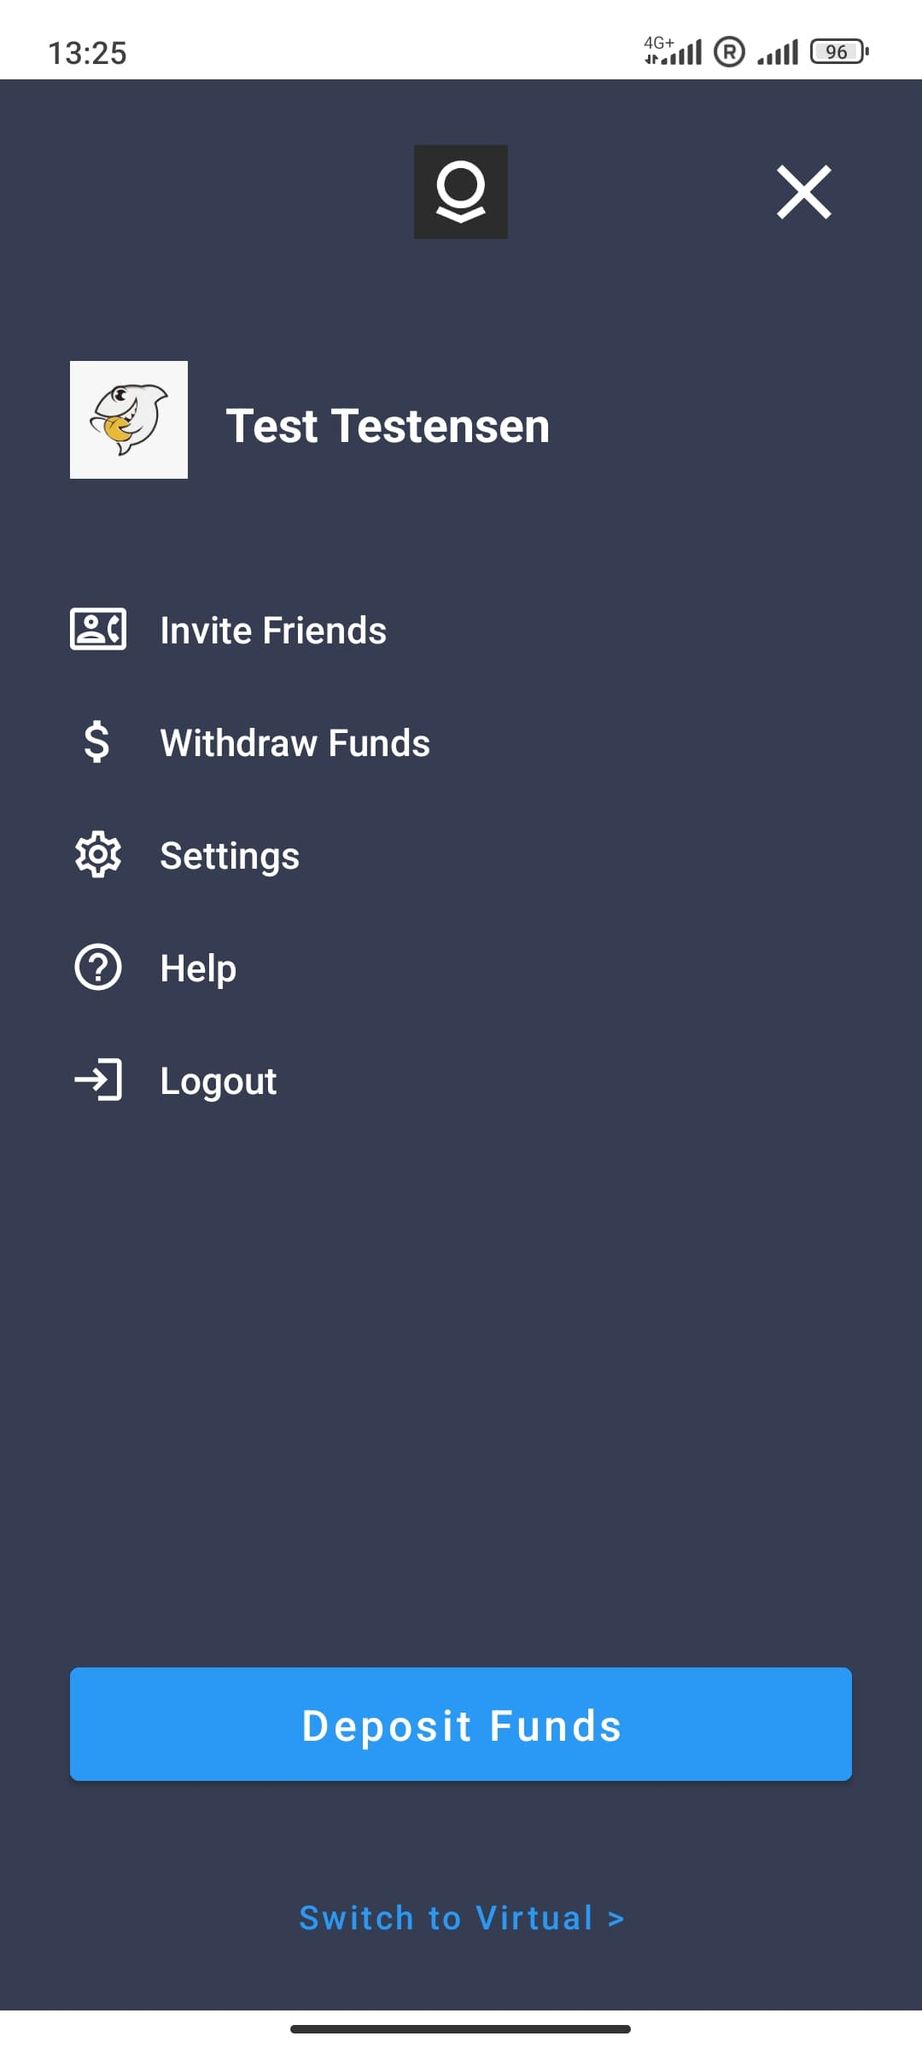 13:25
4G+ R 96
Test Testensen
Invite Friends
$ Withdraw Funds
Settings
? Help
Logout
Deposit Funds
Switch to Virtual >